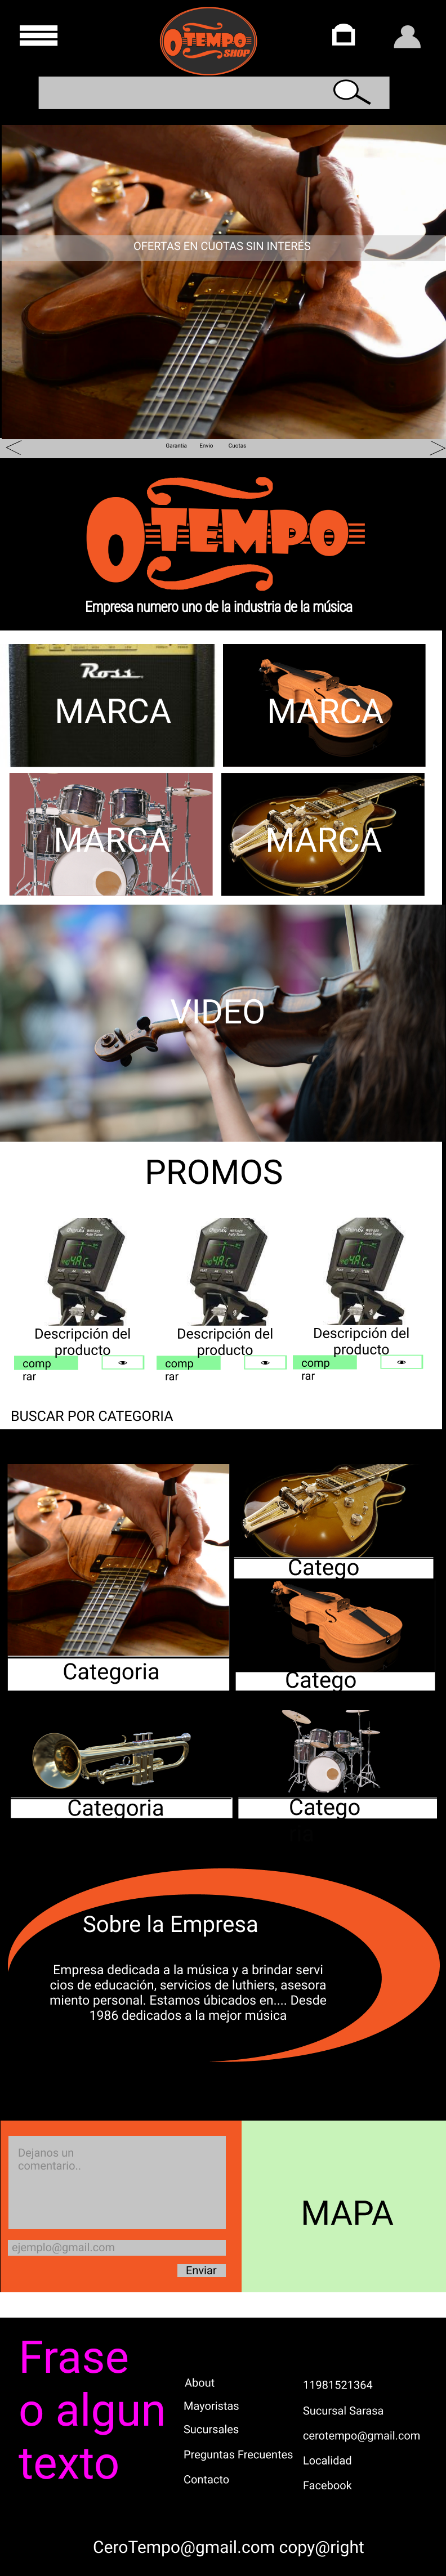 0TEMPO
SHOP
OFERTAS EN CUOTAS SIN INTERÉS
Garantia Envío Cuotas
0TEMPO
Empresa numero uno de la industria de la música
Ross
MARCA
MARCA
MARCA
MARCA
VIDEO
PROMOS
Descripción del
producto
comp
rar
Descripción del
producto
comp
rar
Descripción del
producto
comp
rar
BUSCAR POR CATEGORIA
Categoria
Catego
Catego
Categoria
Catego
Sobre la Empresa
Empresa dedicada a la música y a brindar servi
cios de educación, servicios de luthiers, asesora
miento personal. Estamos úbicados en.... Desde
1986 dedicados a la mejor música
Dejanos un
comentario..
ejemplo@gmail.com
Enviar
MAPA
Frase
o algun
texto
About
Mayoristas
Sucursales
Preguntas Frecuentes
Contacto
11981521364
Sucursal Sarasa
cerotempo@gmail.com
Localidad
Facebook
CeroTempo@gmail.com copy@right